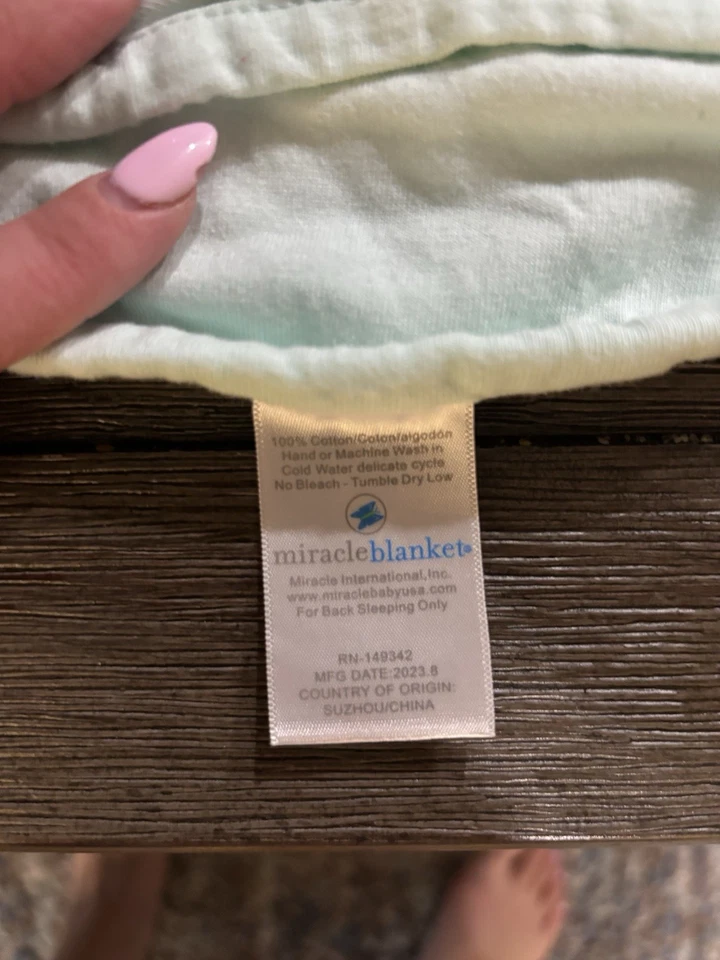 100% Cotton/Coton/algodón
Hand or Machine Wash in
Cold Water delicate cycle
No Bleach - Tumble Dry Low
miracleblanket®
Miracle International,Inc.
www.miraclebabyusa.com
For Back Sleeping Only
RN-149342
MFG DATE:2023.8
COUNTRY OF ORIGIN:
SUZHOU/CHINA